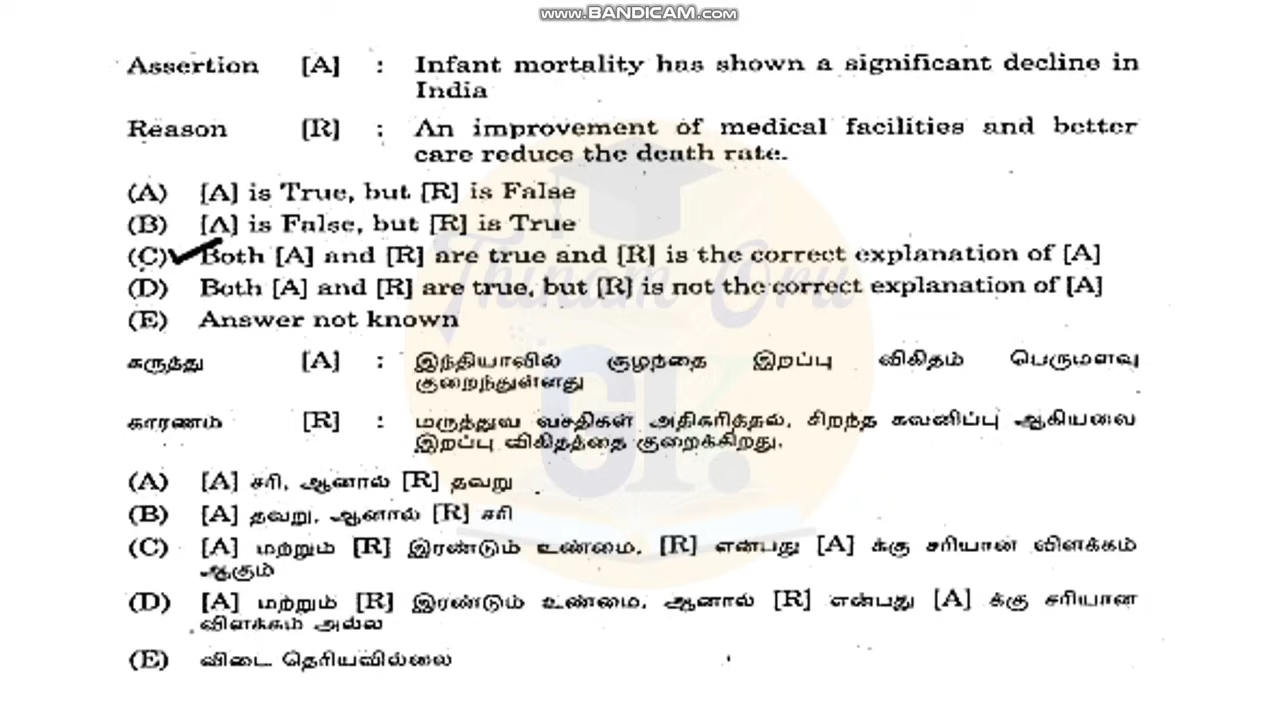 www.BANDICAM.com
Assertion [A] : Infant mortality has shown a significant decline in
India
Reason [R] : An improvement of medical facilities and better
care reduce the death rate.
(A) [A] is True, but [R] is False
(B) [A] is False, but [R] is True
(C) Both [A] and [R] are true and [R] is the correct explanation of [A]
(D) Both [A] and [R] are true, but [R] is not the correct explanation of [A]
(E) Answer not known
Thinam Oru
GK
கருத்து [A] : இந்தியாவில் குழந்தை இறப்பு விகிதம் பெருமளவு
குறைந்துள்ளது
காரணம் [R] : மருத்துவ வசதிகள் அதிகரித்தல், சிறந்த கவனிப்பு ஆகியவை
இறப்பு விகிதத்தை குறைக்கிறது.
(A) [A] சரி, ஆனால் [R] தவறு
(B) [A] தவறு, ஆனால் [R] சரி
(C) [A] மற்றும் [R] இரண்டும் உண்மை, [R] என்பது [A] க்கு சரியான விளக்கம்
ஆகும்
(D) [A] மற்றும் [R] இரண்டும் உண்மை, ஆனால் [R] என்பது [A] க்கு சரியான
விளக்கம் அல்ல
(E) விடை தெரியவில்லை